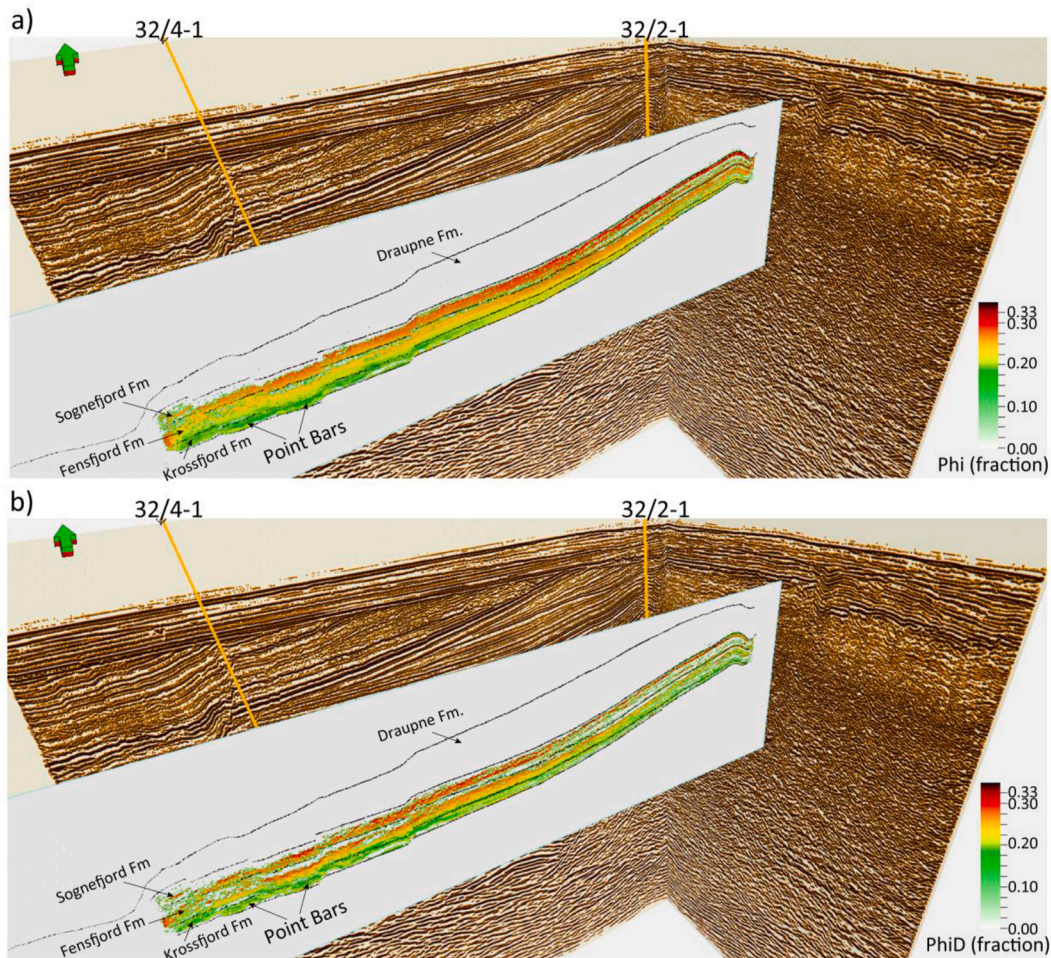 a)
32/4-1
32/2-1
Draupne Fm.
Sognefjord Fm
Fensfjord Fm
Krossfjord Fm
Point Bars
0.33
0.30
0.20
0.10
0.00
Phi (fraction)
b)
32/4-1
32/2-1
Draupne Fm.
Sognefjord Fm
Fensfjord Fm
Krossfjord Fm
Point Bars
0.33
0.30
0.20
0.10
0.00
PhiD (fraction)